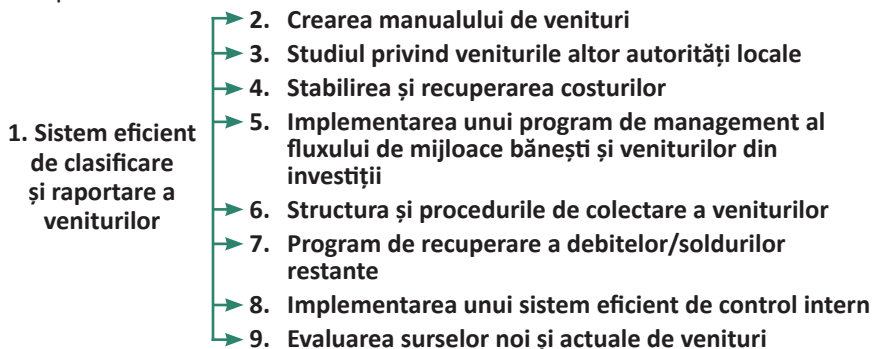 2. Crearea manualului de venituri
3. Studiul privind veniturile altor autorități locale
4. Stabilirea și recuperarea costurilor
1. Sistem eficient
de clasificare
și raportare a
veniturilor
5. Implementarea unui program de management al
fluxului de mijloace bănești și veniturilor din
investiții
6. Structura și procedurile de colectare a veniturilor
7. Program de recuperare a debitelor/soldurilor
restante
8. Implementarea unui sistem eficient de control intern
9. Evaluarea surselor noi și actuale de venituri